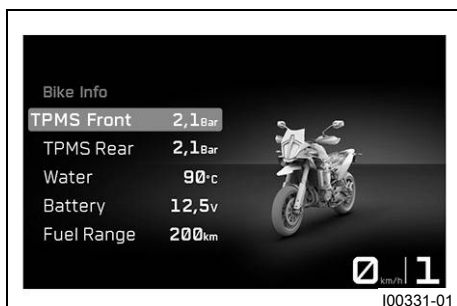 Bike Info
TPMS Front 2,1Bar
TPMS Rear 2,1Bar
Water 90°C
Battery 12,5V
Fuel Range 200km
0 km/h 1
I00331-01